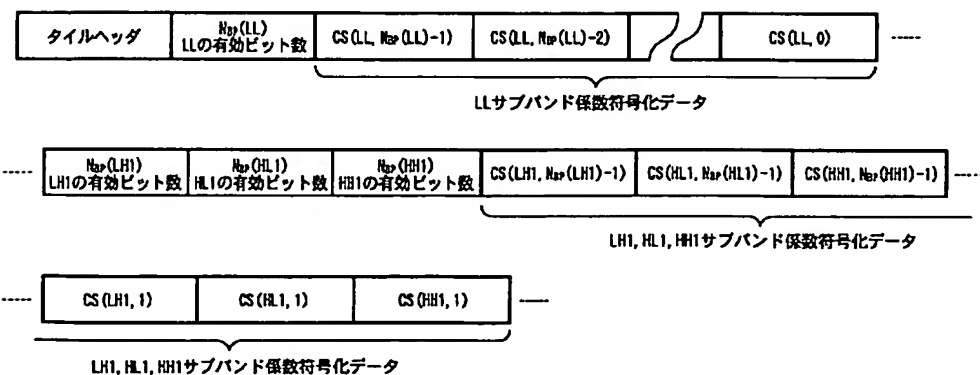 タイルヘッダ
NBP(LL)
LLの有効ビット数
CS(LL, NBP(LL)-1)
CS(LL, NBP(LL)-2)
CS(LL, 0)
LLサブバンド係数符号化データ
NBP(LH1)
LH1の有効ビット数
NBP(HL1)
HL1の有効ビット数
NBP(HH1)
HH1の有効ビット数
CS(LH1, NBP(LH1)-1)
CS(HL1, NBP(HL1)-1)
CS(HH1, NBP(HH1)-1)
LH1, HL1, HH1サブバンド係数符号化データ
CS(LH1, 1)
CS(HL1, 1)
CS(HH1, 1)
LH1, HL1, HH1サブバンド係数符号化データ